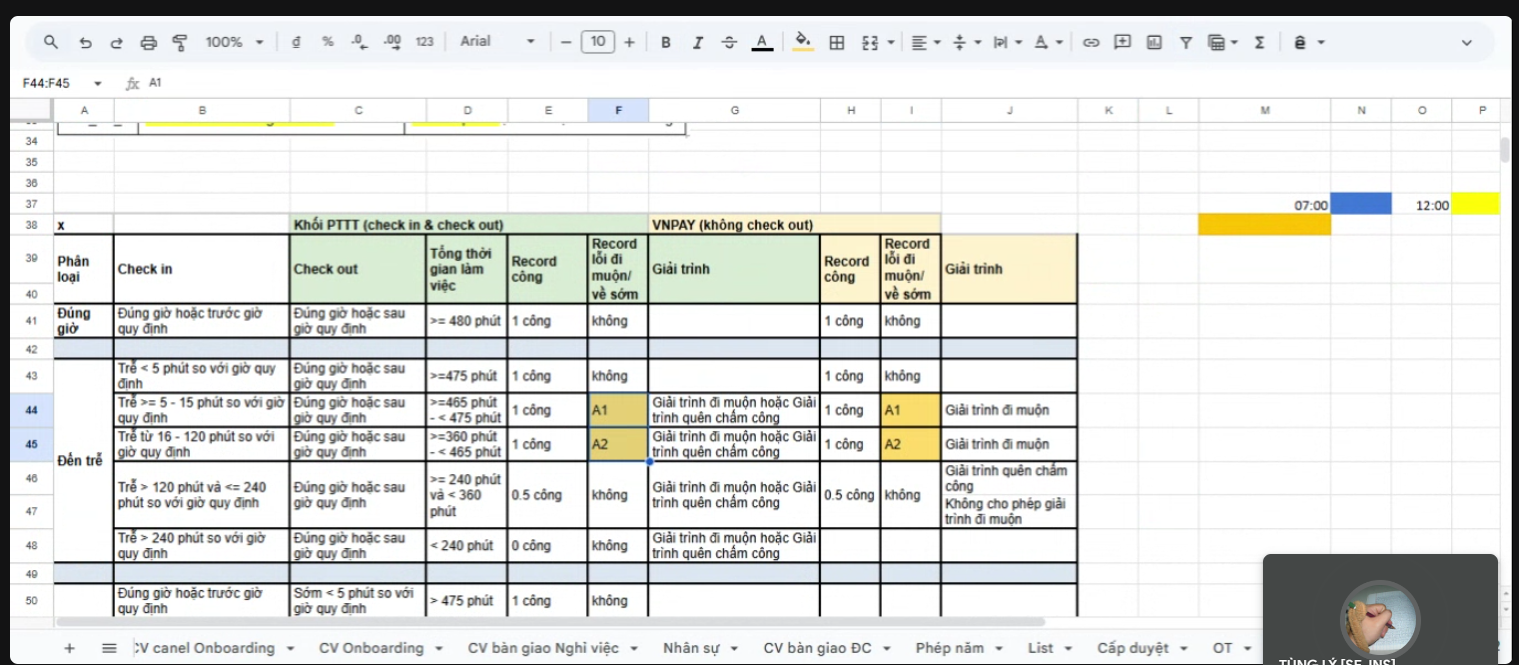 100%
đ
%
.0
.00
123
Arial
10
B
I
A
F44:F45
fx
A1
A B C D E F G H I J K L M N O P
34
35
36
37 07:00 12:00
38 x Khối PTTT (check in & check out) VNPAY (không check out)
39
40
Phân
loại
Check in
Check out
Tổng thời
gian làm
việc
Record
công
Record
lỗi đi
muộn/
về sớm
Giải trình
Record
công
Record
lỗi đi
muộn/
về sớm
Giải trình
41
Đúng
giờ
Đúng giờ hoặc trước giờ
quy định
Đúng giờ hoặc sau
giờ quy định
>= 480 phút
1 công
không
1 công
không
42
Đến trễ
43
Trễ < 5 phút so với giờ quy
định
Đúng giờ hoặc sau
giờ quy định
>=475 phút
1 công
không
1 công
không
44
Trễ >= 5 - 15 phút so với giờ
quy định
Đúng giờ hoặc sau
giờ quy định
>=465 phút
- < 475 phút
1 công
A1
Giải trình đi muộn hoặc Giải
trình quên chấm công
1 công
A1
Giải trình đi muộn
45
Trễ từ 16 - 120 phút so với
giờ quy định
Đúng giờ hoặc sau
giờ quy định
>=360 phút
- < 465 phút
1 công
A2
Giải trình đi muộn hoặc Giải
trình quên chấm công
1 công
A2
Giải trình đi muộn
46
47
Trễ > 120 phút và <= 240
phút so với giờ quy định
Đúng giờ hoặc sau
giờ quy định
>= 240 phút
và < 360
phút
0.5 công
không
Giải trình đi muộn hoặc Giải
trình quên chấm công
0.5 công
không
Giải trình quên chấm
công
Không cho phép giải
trình đi muộn
48
Trễ > 240 phút so với giờ
quy định
Đúng giờ hoặc sau
giờ quy định
< 240 phút
0 công
không
Giải trình đi muộn hoặc Giải
trình quên chấm công
49
50
Đúng giờ hoặc trước giờ
quy định
Sớm < 5 phút so với
giờ quy định
> 475 phút
1 công
không
CV canel Onboarding
CV Onboarding
CV bàn giao Nghỉ việc
Nhân sự
CV bàn giao ĐC
Phép năm
List
Cấp duyệt
OT
TÙNG LÝ [SE-INS]